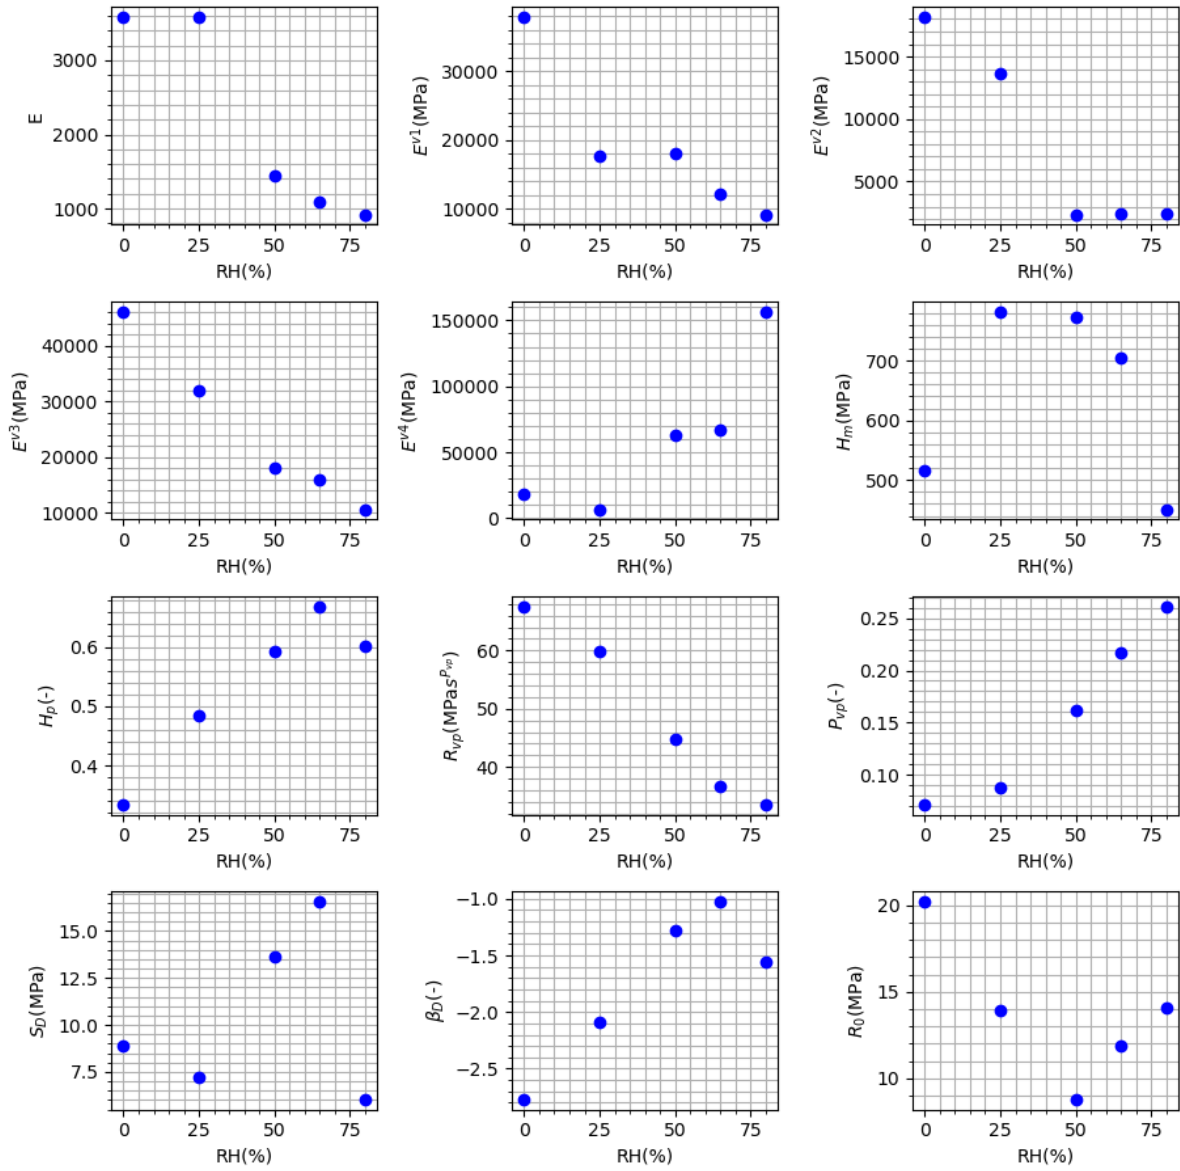 E
3000
2000
1000
0 25 50 75
RH(%)
E^{v1}(MPa)
30000
20000
10000
0 25 50 75
RH(%)
E^{v2}(MPa)
15000
10000
5000
0 25 50 75
RH(%)
E^{v3}(MPa)
40000
30000
20000
10000
0 25 50 75
RH(%)
E^{v4}(MPa)
150000
100000
50000
0
0 25 50 75
RH(%)
H_m(MPa)
700
600
500
0 25 50 75
RH(%)
H_p(-)
0.6
0.5
0.4
0 25 50 75
RH(%)
R_{vp}(MPas^{P_{vp}})
60
50
40
0 25 50 75
RH(%)
P_{vp}(-)
0.25
0.20
0.15
0.10
0 25 50 75
RH(%)
S_D(MPa)
15.0
12.5
10.0
7.5
0 25 50 75
RH(%)
β_D(-)
−1.0
−1.5
−2.0
−2.5
0 25 50 75
RH(%)
R_0(MPa)
20
15
10
0 25 50 75
RH(%)